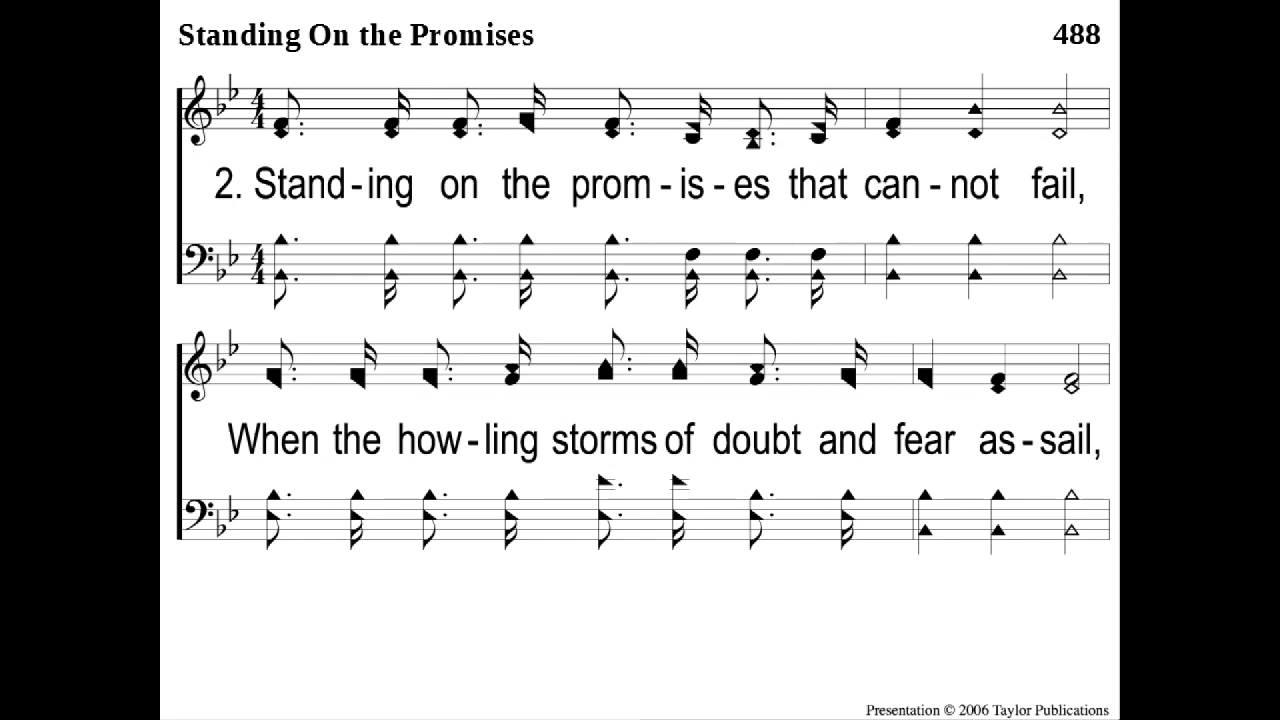 Standing On the Promises 488
2. Stand - ing on the prom - is - es that can - not fail,
When the how - ling storms of doubt and fear as - sail,
Presentation © 2006 Taylor Publications